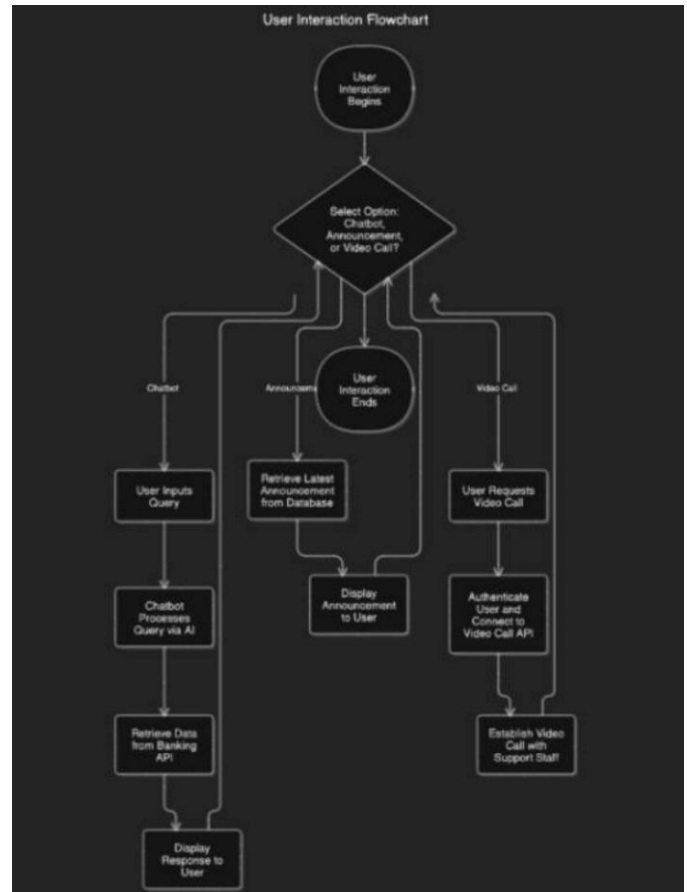 User Interaction Flowchart
User
Interaction
Begins
Select Option:
Chatbot,
Announcement,
or Video Call?
User
Interaction
Ends
Chatbot
Announceme
Video Call
User Inputs
Query
Retrieve Latest
Announcement
from Database
User Requests
Video Call
Chatbot
Processes
Query via AI
Display
Announcement
to User
Authenticate
User and
Connect to
Video Call API
Retrieve Data
from Banking
API
Establish Video
Call with
Support Staff
Display
Response to
User